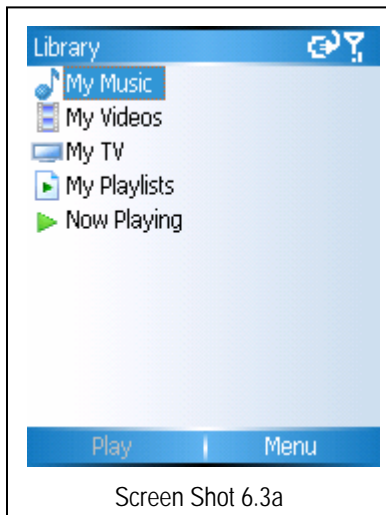 Library
My Music
My Videos
My TV
My Playlists
Now Playing
Play Menu
Screen Shot 6.3a